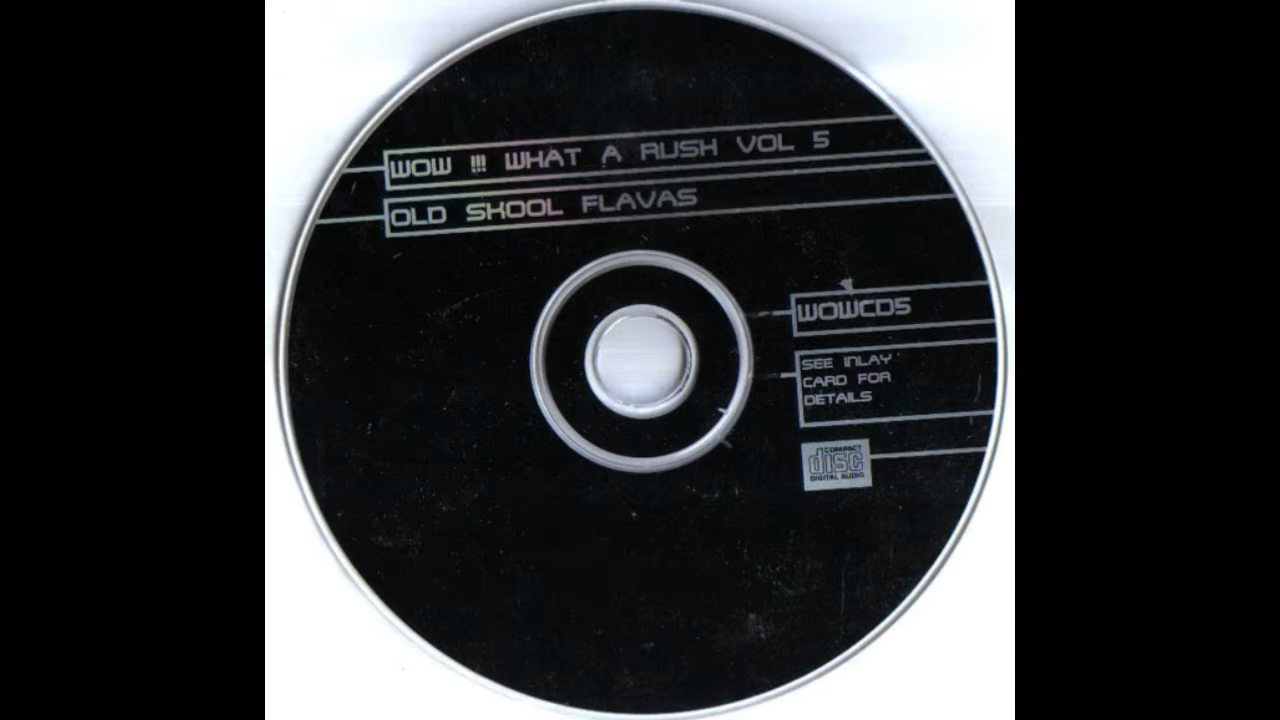 WOW !!! WHAT A RUSH VOL 5
OLD SKOOL FLAVAS
WOWCD5
SEE INLAY
CARD FOR
DETAILS
COMPACT
disc
DIGITAL AUDIO